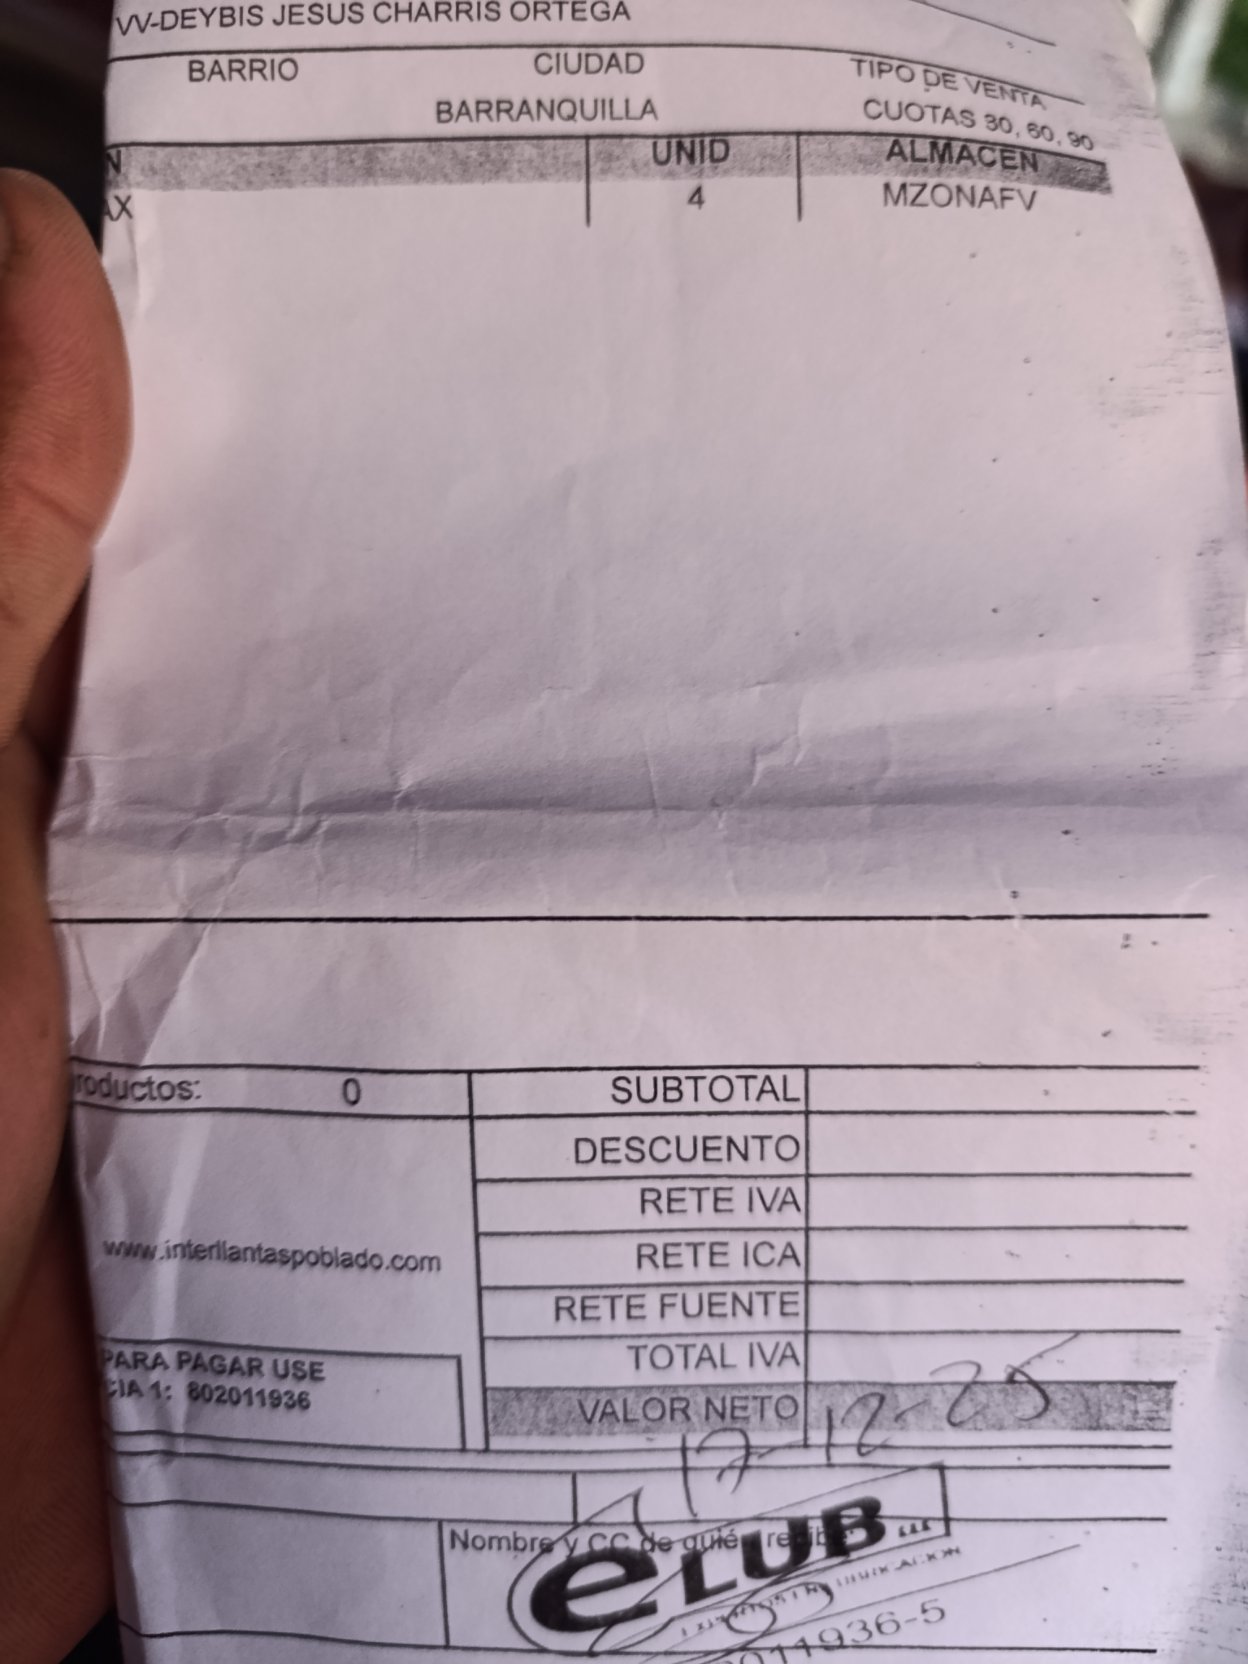 VV-DEYBIS JESUS CHARRIS ORTEGA
BARRIO CIUDAD TIPO DE VENTA
BARRANQUILLA CUOTAS 30, 60, 90
N UNID ALMACEN
AX 4 MZONAFV
roductos: 0 SUBTOTAL
DESCUENTO
RETE IVA
www.interllantaspoblado.com RETE ICA
RETE FUENTE
PARA PAGAR USE TOTAL IVA
CIA 1: 802011936 VALOR NETO
17-12-25
Nombre y CC de quién recibe:
eLUB
011936-5